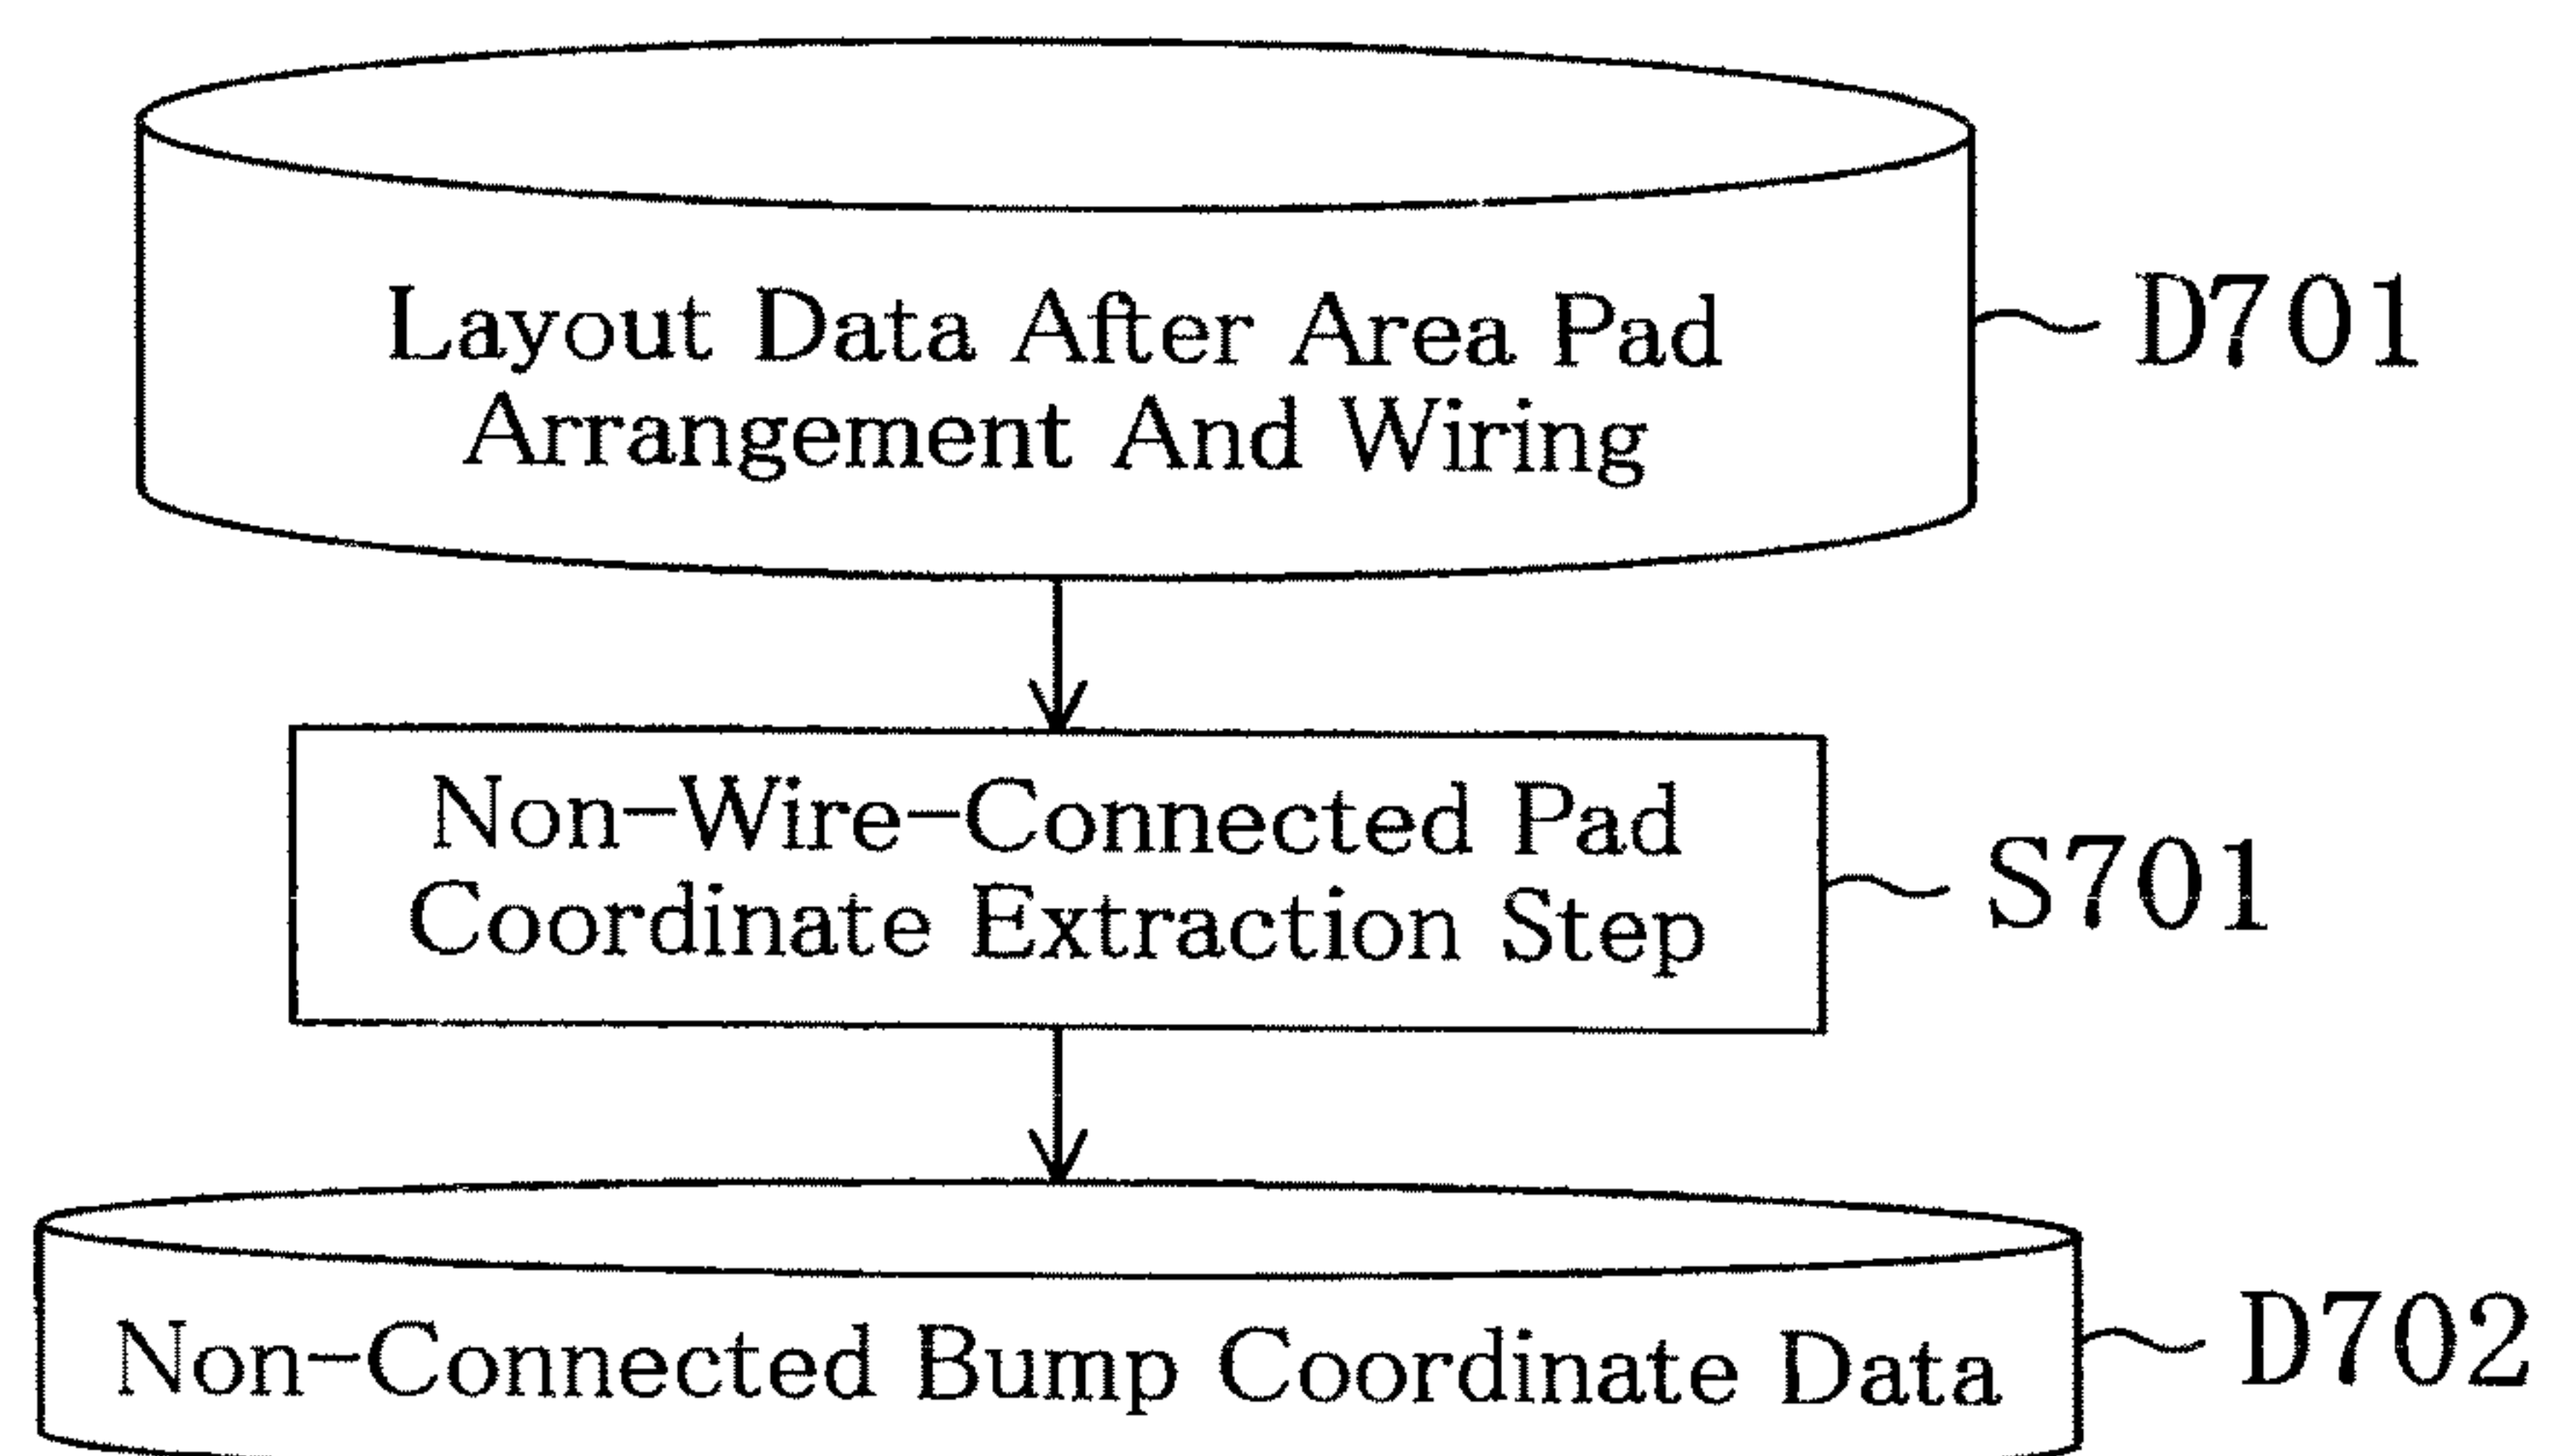 Layout Data After Area Pad
Arrangement And Wiring
D701
Non-Wire-Connected Pad
Coordinate Extraction Step
S701
Non-Connected Bump Coordinate Data
D702